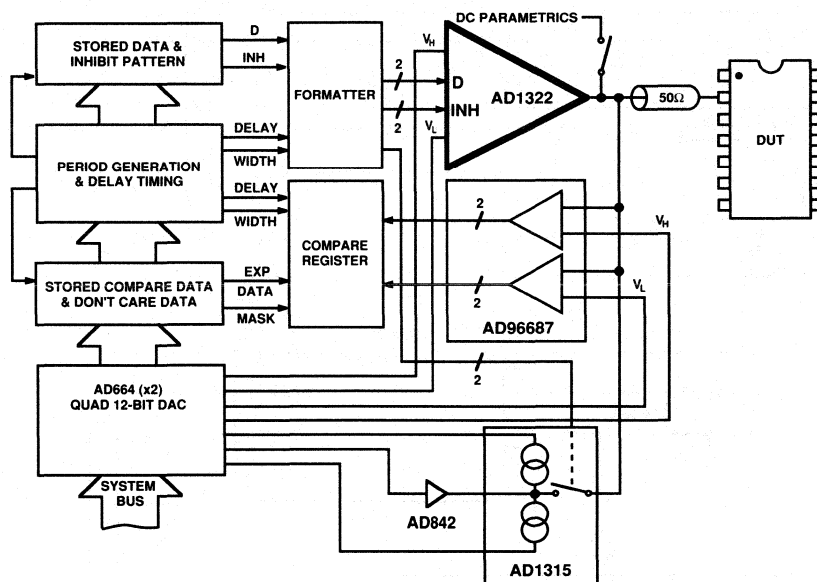 DC PARAMETRICS
STORED DATA &
INHIBIT PATTERN
D
INH
FORMATTER
VH
2
D
2
INH
VL
AD1322
50Ω
DUT
PERIOD GENERATION
& DELAY TIMING
DELAY
WIDTH
DELAY
WIDTH
COMPARE
REGISTER
2
VH
STORED COMPARE DATA
& DON'T CARE DATA
EXP
DATA
MASK
2
VL
AD96687
2
AD664 (x2)
QUAD 12-BIT DAC
SYSTEM
BUS
AD842
AD1315